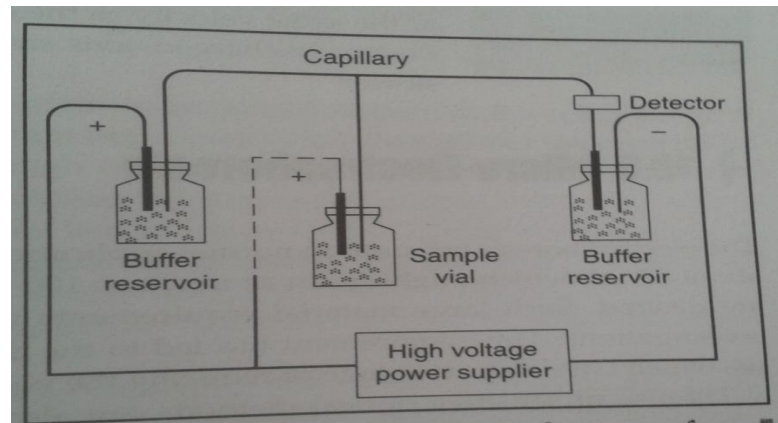 Capillary
Detector
+
−
+
Buffer
reservoir
Sample
vial
Buffer
reservoir
High voltage
power supplier